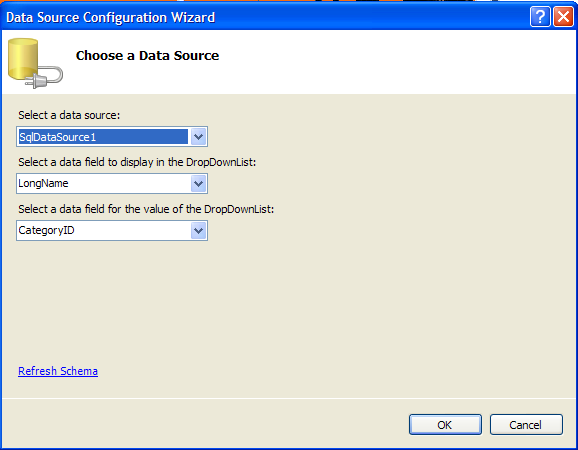 Data Source Configuration Wizard
?
Choose a Data Source
Select a data source:
SqlDataSource1
Select a data field to display in the DropDownList:
LongName
Select a data field for the value of the DropDownList:
CategoryID
Refresh Schema
OK
Cancel